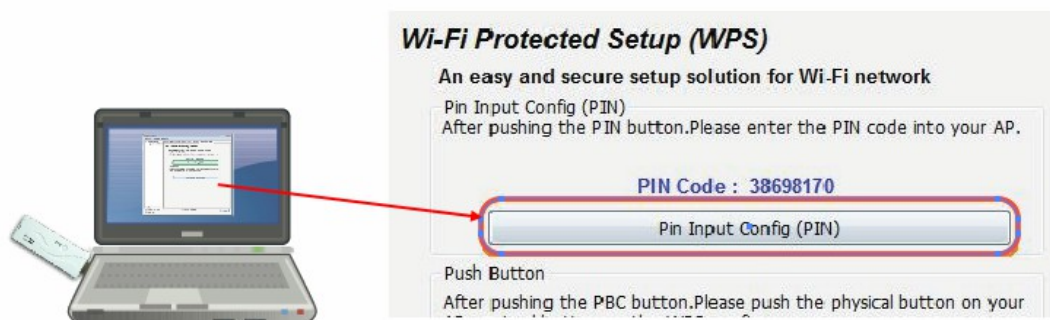 Wi-Fi Protected Setup (WPS)
An easy and secure setup solution for Wi-Fi network
Pin Input Config (PIN)
After pushing the PIN button.Please enter the PIN code into your AP.
PIN Code : 38698170
Pin Input Config (PIN)
Push Button
After pushing the PBC button.Please push the physical button on your